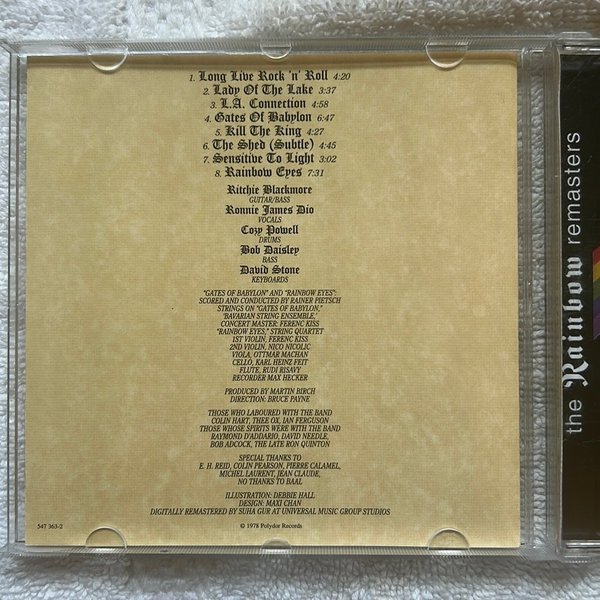 1. Long Live Rock 'n' Roll 4:20
2. Lady Of The Lake 3:37
3. L.A. Connection 4:58
4. Gates Of Babylon 6:47
5. Kill The King 4:27
6. The Shed (Subtle) 4:45
7. Sensitive To Light 3:02
8. Rainbow Eyes 7:31
Ritchie Blackmore
GUITAR/BASS
Ronnie James Dio
VOCALS
Cozy Powell
DRUMS
Bob Daisley
BASS
David Stone
KEYBOARDS
"GATES OF BABYLON" AND "RAINBOW EYES":
SCORED AND CONDUCTED BY RAINER PIETSCH
STRINGS ON "GATES OF BABYLON,"
'BAVARIAN STRING ENSEMBLE,'
CONCERT MASTER: FERENC KISS
"RAINBOW EYES," STRING QUARTET
1ST VIOLIN, FERENC KISS
2ND VIOLIN, NICO NICOLIC
VIOLA, OTTMAR MACHAN
CELLO, KARL HEINZ FEIT
FLUTE, RUDI RISAVY
RECORDER MAX HECKER
PRODUCED BY MARTIN BIRCH
DIRECTION: BRUCE PAYNE
THOSE WHO LABOURED WITH THE BAND
COLIN HART, THEE OX, IAN FERGUSON
THOSE WHOSE SPIRITS WERE WITH THE BAND
RAYMOND D'ADDARIO, DAVID NEEDLE,
BOB ADCOCK, THE LATE RON QUINTON
SPECIAL THANKS TO
E. H. REID, COLIN PEARSON, PIERRE CALAMEL,
MICHEL LAURENT, JEAN CLAUDE,
NO THANKS TO BAAL
ILLUSTRATION: DEBBIE HALL
DESIGN: MAXI CHAN
DIGITALLY REMASTERED BY SUHA GUR AT UNIVERSAL MUSIC GROUP STUDIOS
547 363-2
© 1978 Polydor Records
the Rainbow remasters